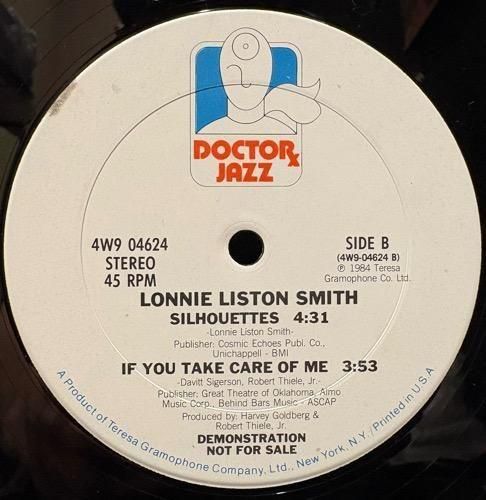 DOCTOR℞
JAZZ
4W9 04624
STEREO
45 RPM
SIDE B
(4W9-04624 B)
℗ 1984 Teresa
Gramophone Co. Ltd.
LONNIE LISTON SMITH
SILHOUETTES 4:31
-Lonnie Liston Smith-
Publisher: Cosmic Echoes Publ. Co.,
Unichappell - BMI
IF YOU TAKE CARE OF ME 3:53
-Davitt Sigerson, Robert Thiele, Jr.-
Publisher: Great Theatre of Oklahoma, Almo
Music Corp., Behind Bars Music - ASCAP
Produced by: Harvey Goldberg &
Robert Thiele, Jr.
DEMONSTRATION
NOT FOR SALE
A Product of Teresa Gramophone Company, Ltd., New York, N.Y./Printed in U.S.A